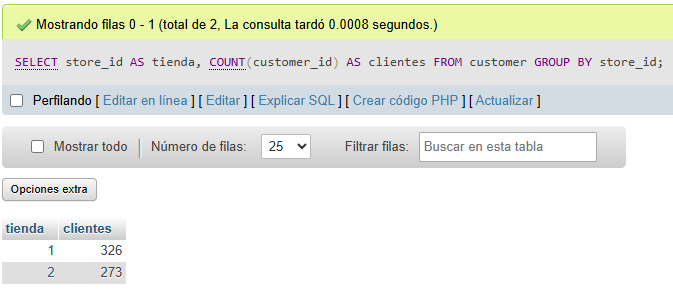 Mostrando filas 0 - 1 (total de 2, La consulta tardó 0.0008 segundos.)
SELECT store_id AS tienda, COUNT(customer_id) AS clientes FROM customer GROUP BY store_id;
Perfilando [ Editar en línea ] [ Editar ] [ Explicar SQL ] [ Crear código PHP ] [ Actualizar ]
Mostrar todo Número de filas: 25 Filtrar filas: Buscar en esta tabla
Opciones extra
tienda clientes
1 326
2 273